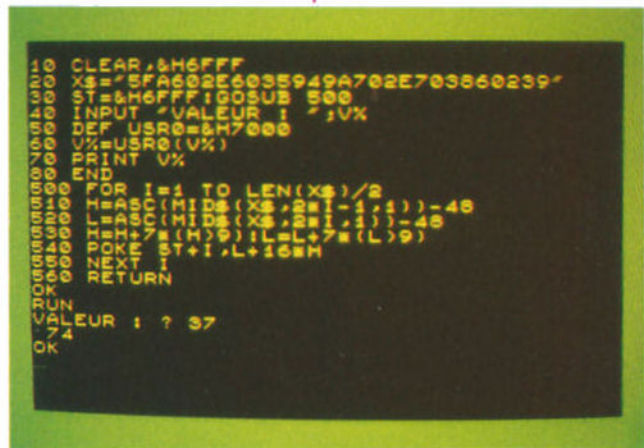 10 CLEAR,&H6FFF
20 X$="5FA602E6035949A702E703860239"
30 ST=&H6FFF:GOSUB 500
40 INPUT "VALEUR : ";V%
50 DEF USR0=&H7000
60 V%=USR0(V%)
70 PRINT V%
80 END
500 FOR I=1 TO LEN(X$)/2
510 H=ASC(MID$(X$,2*I-1,1))-48
520 L=ASC(MID$(X$,2*I,1))-48
530 H=H+7*(H>9):L=L+7*(L>9)
540 POKE ST+I,L+16*H
550 NEXT I
560 RETURN
OK
RUN
VALEUR : ? 37
74
OK